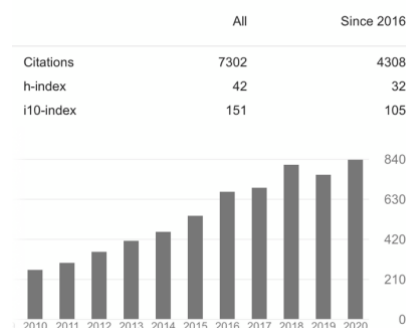 All Since 2016
Citations 7302 4308
h-index 42 32
i10-index 151 105
840
630
420
210
0
2010 2011 2012 2013 2014 2015 2016 2017 2018 2019 2020